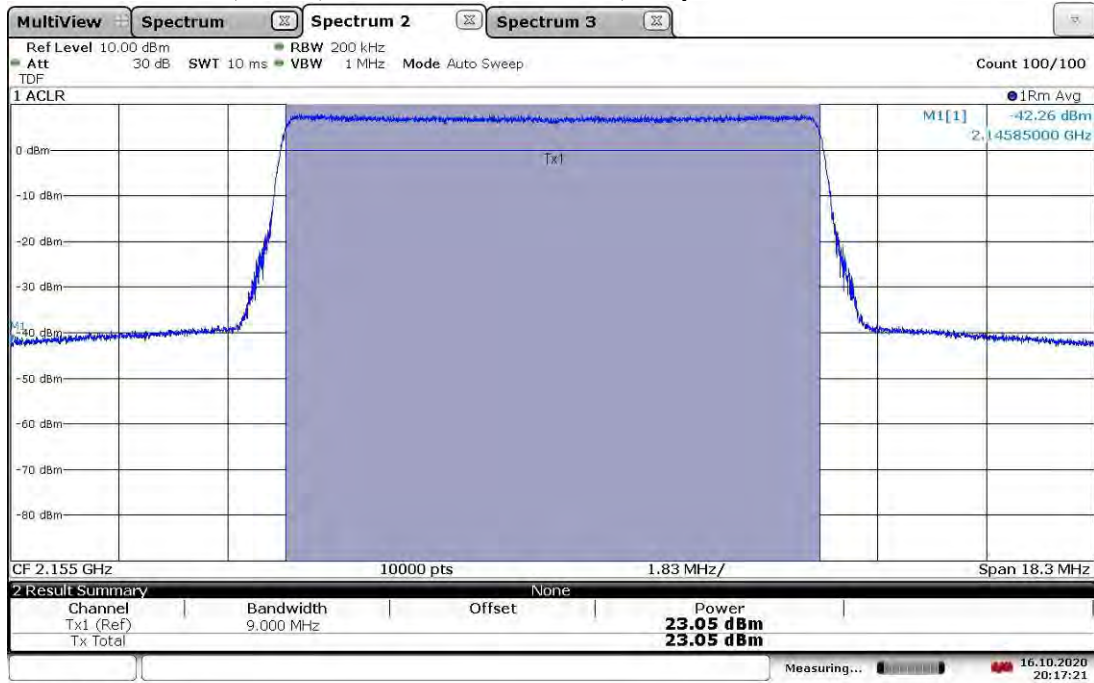 MultiView Spectrum Spectrum 2 Spectrum 3
Ref Level 10.00 dBm RBW 200 kHz
Att 30 dB SWT 10 ms VBW 1 MHz Mode Auto Sweep Count 100/100
TDF
1 ACLR 1Rm Avg
M1[1] -42.26 dBm
2.14585000 GHz
0 dBm
Tx1
-10 dBm
-20 dBm
-30 dBm
M1
-40 dBm
-50 dBm
-60 dBm
-70 dBm
-80 dBm
CF 2.155 GHz 10000 pts 1.83 MHz/ Span 18.3 MHz
2 Result Summary None
Channel Bandwidth Offset Power
Tx1 (Ref) 9.000 MHz 23.05 dBm
Tx Total 23.05 dBm
Measuring... 16.10.2020
20:17:21